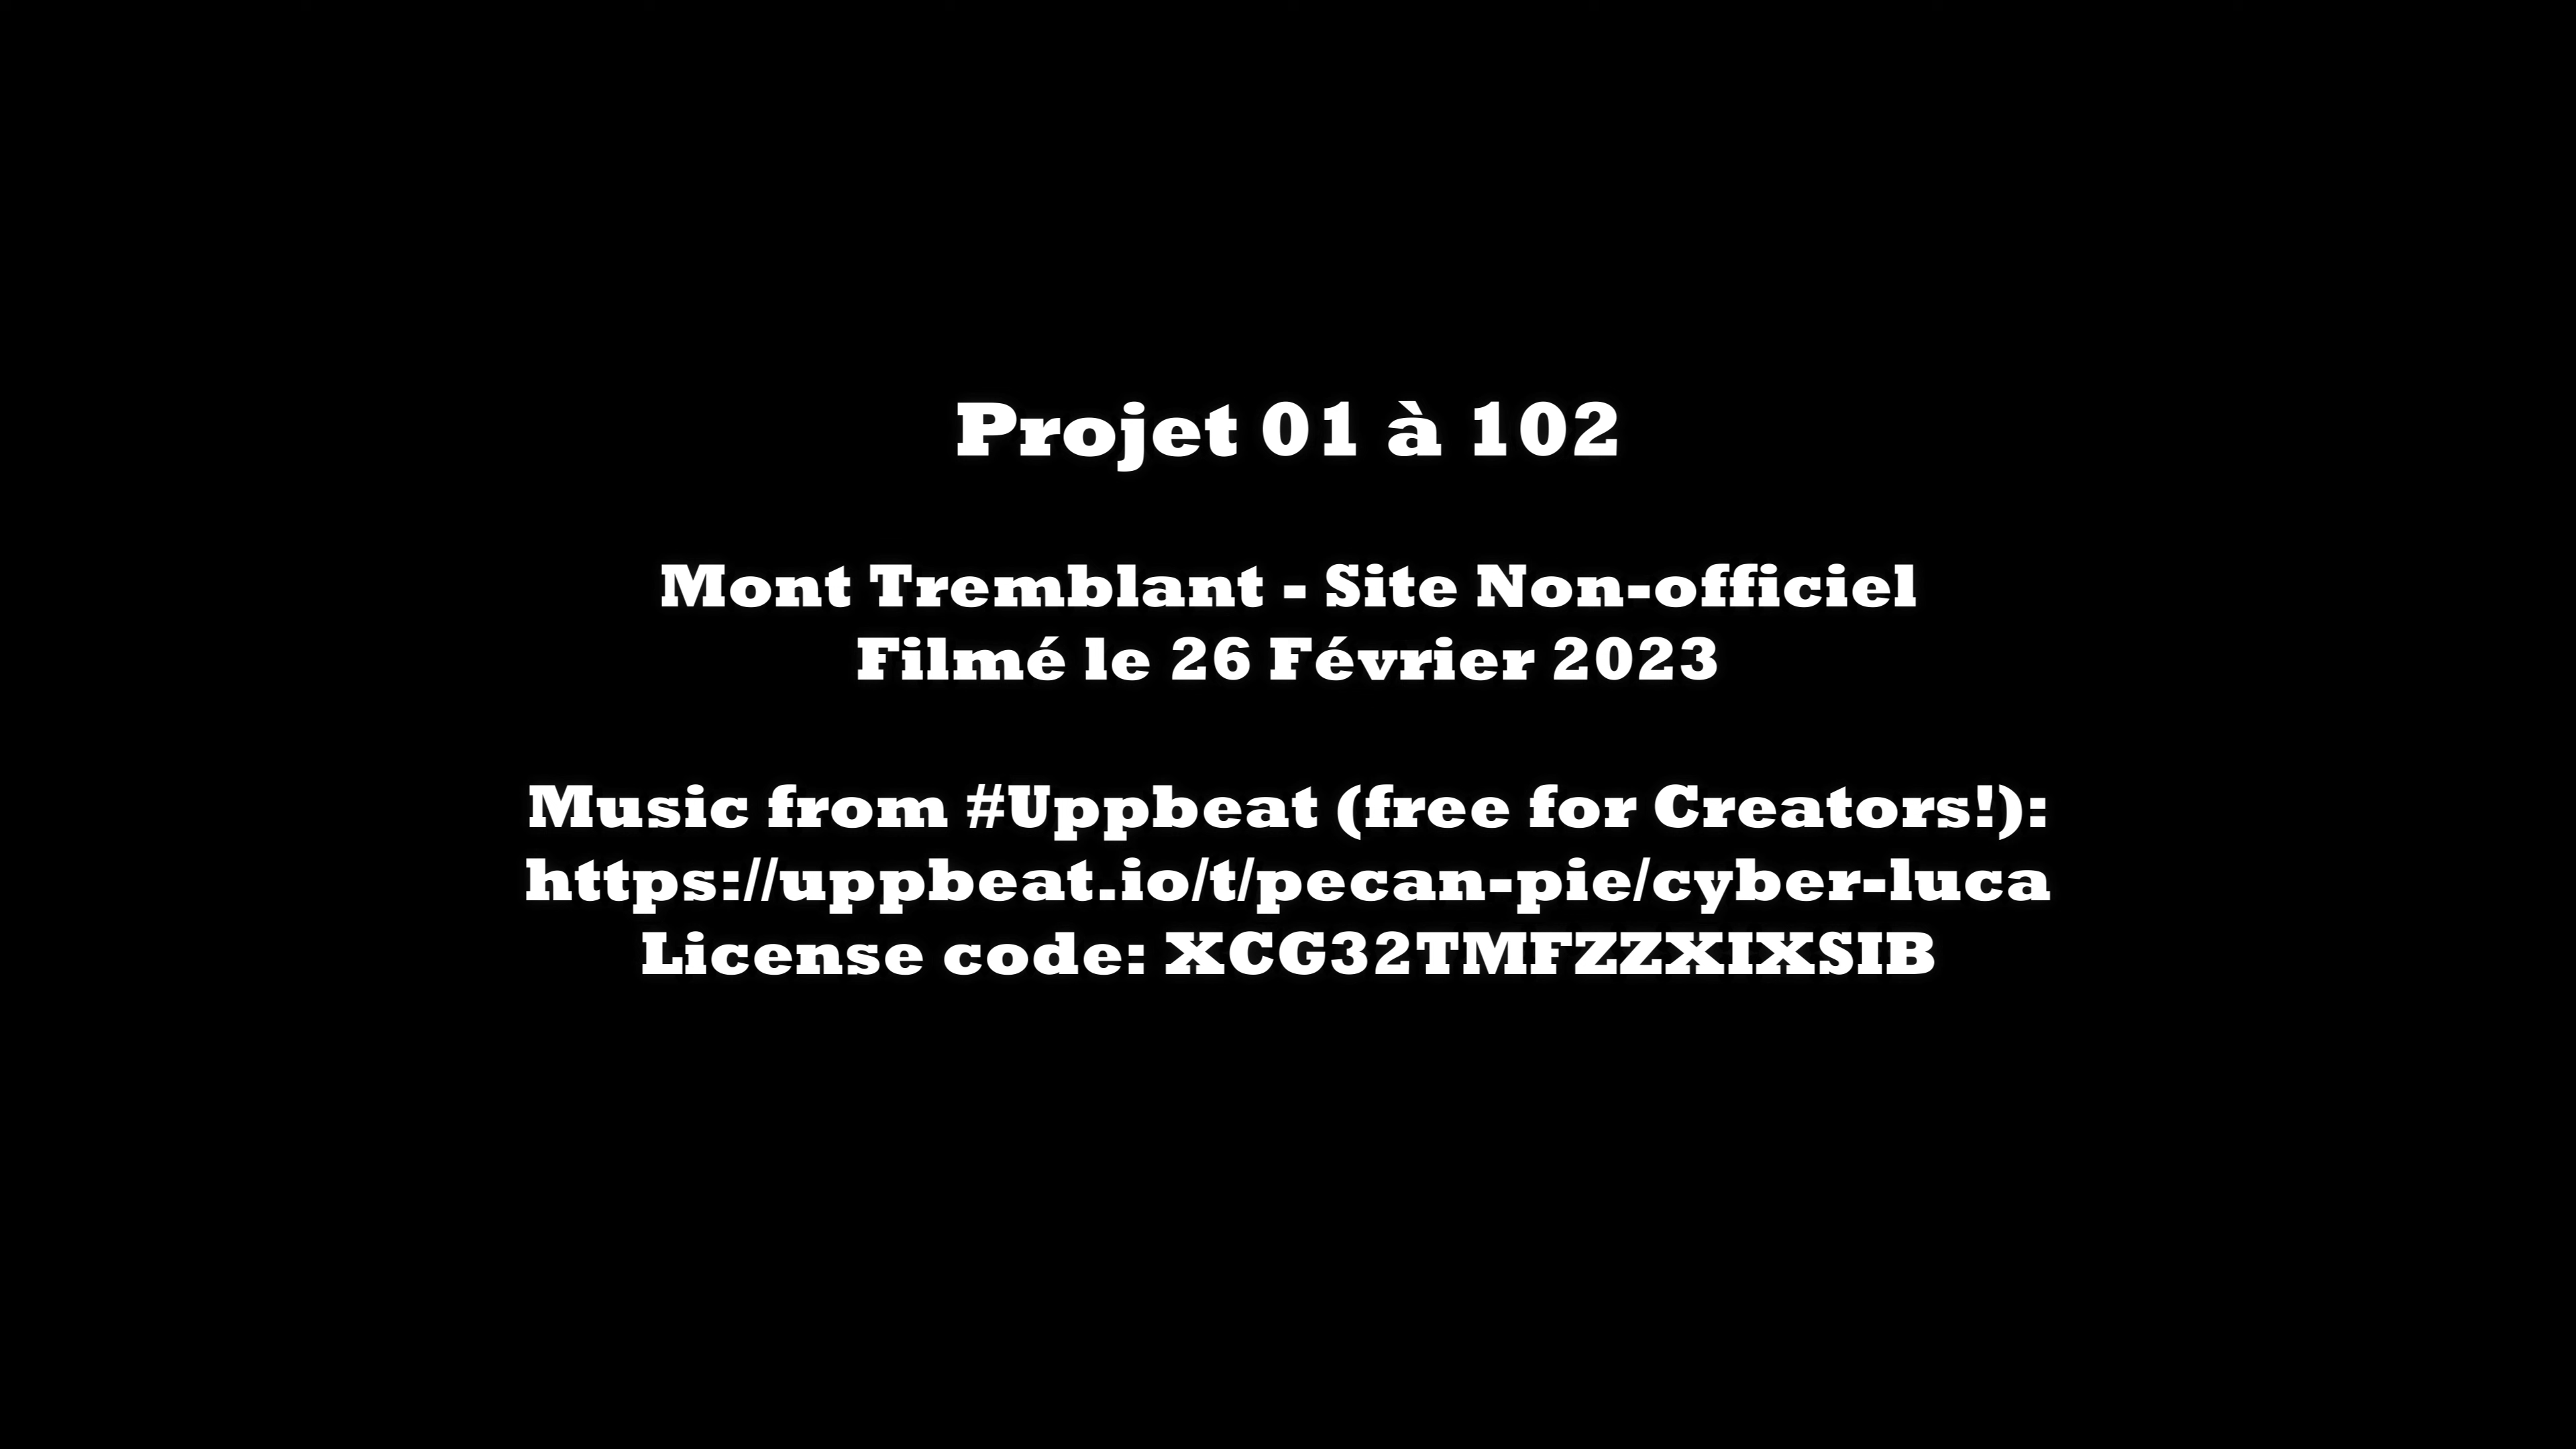 Projet 01 à 102
Mont Tremblant - Site Non-officiel
Filmé le 26 Février 2023
Music from #Uppbeat (free for Creators!):
https://uppbeat.io/t/pecan-pie/cyber-luca
License code: XCG32TMFZZXIXSIB